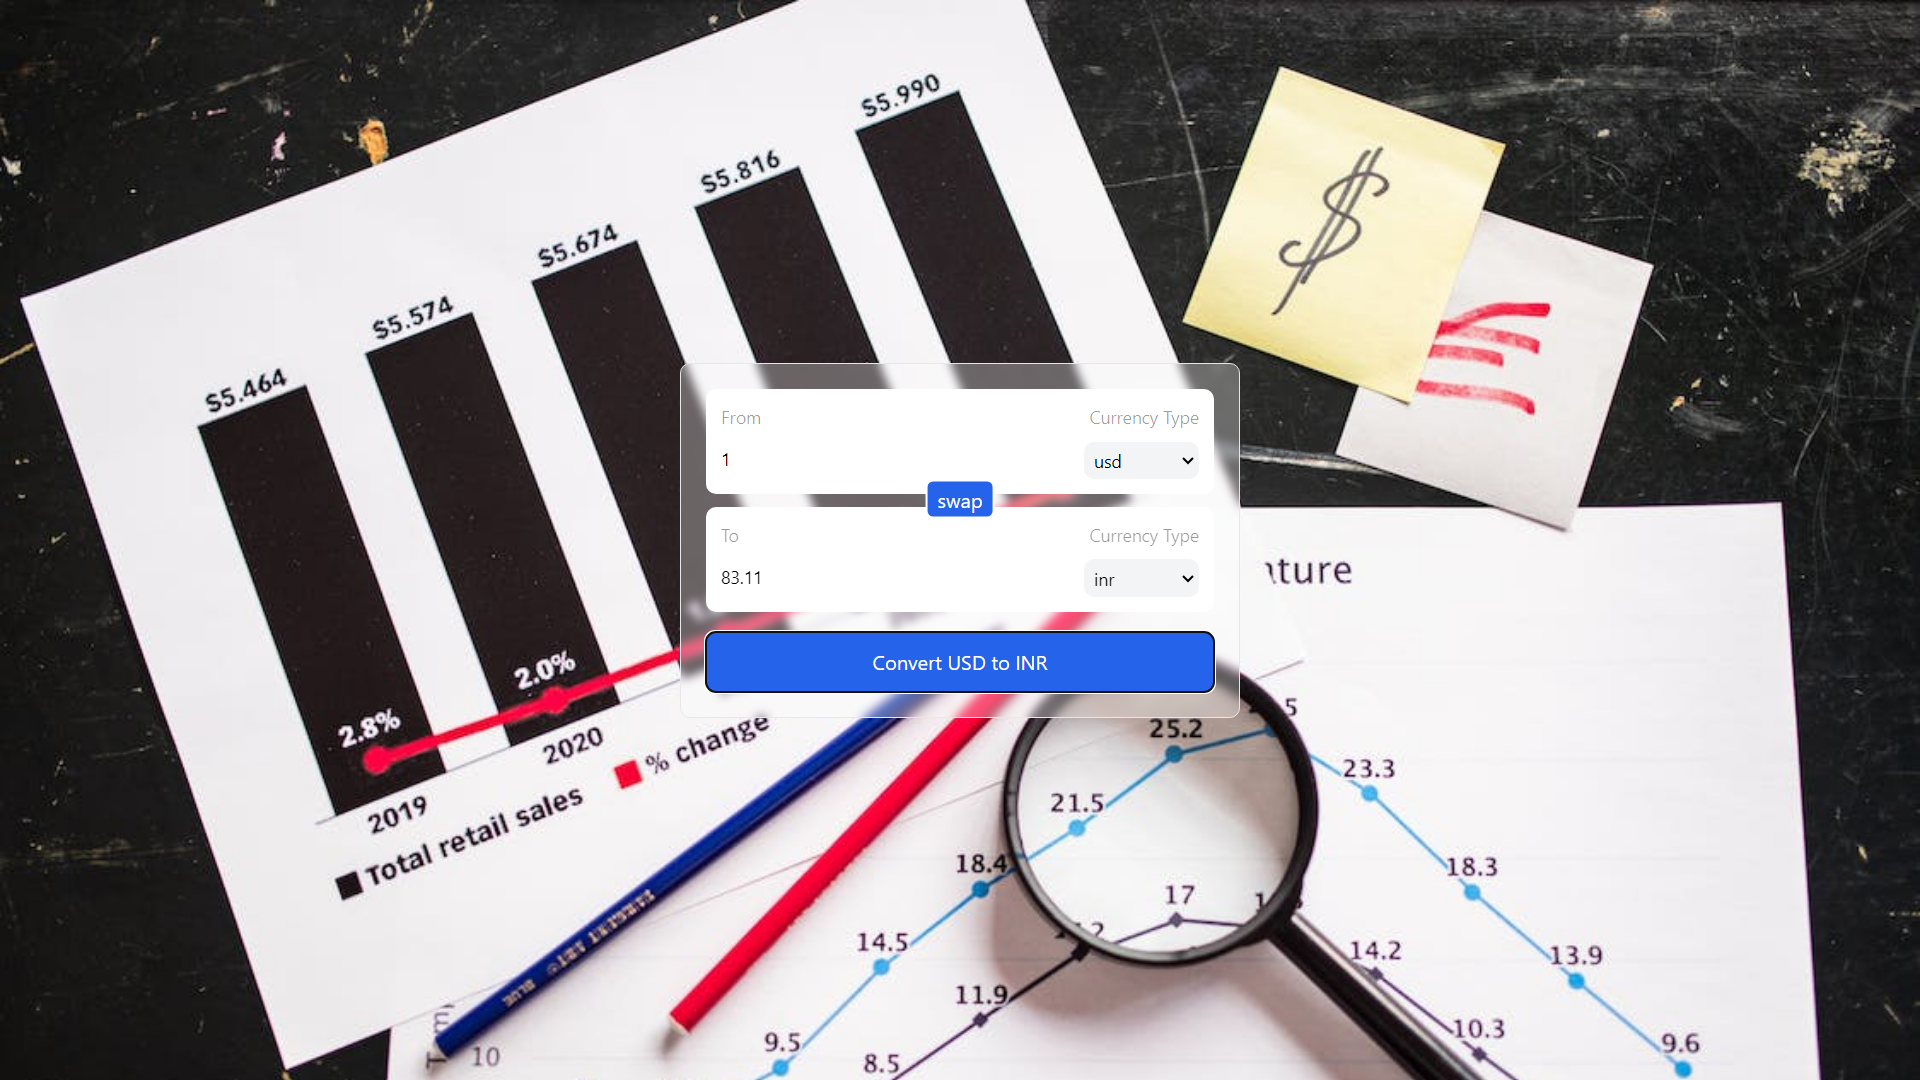 $5.990
$5.816
$5.674
$5.574
$5.464
$
From
Currency Type
1
usd
swap
To
Currency Type
83.11
inr
Convert USD to INR
2.0%
2.8%
2020
2019
% change
Total retail sales
25.2
23.3
21.5
18.4
18.3
17
14.5
14.2
13.9
11.9
10.3
9.5
9.6
8.5
10
BLUE